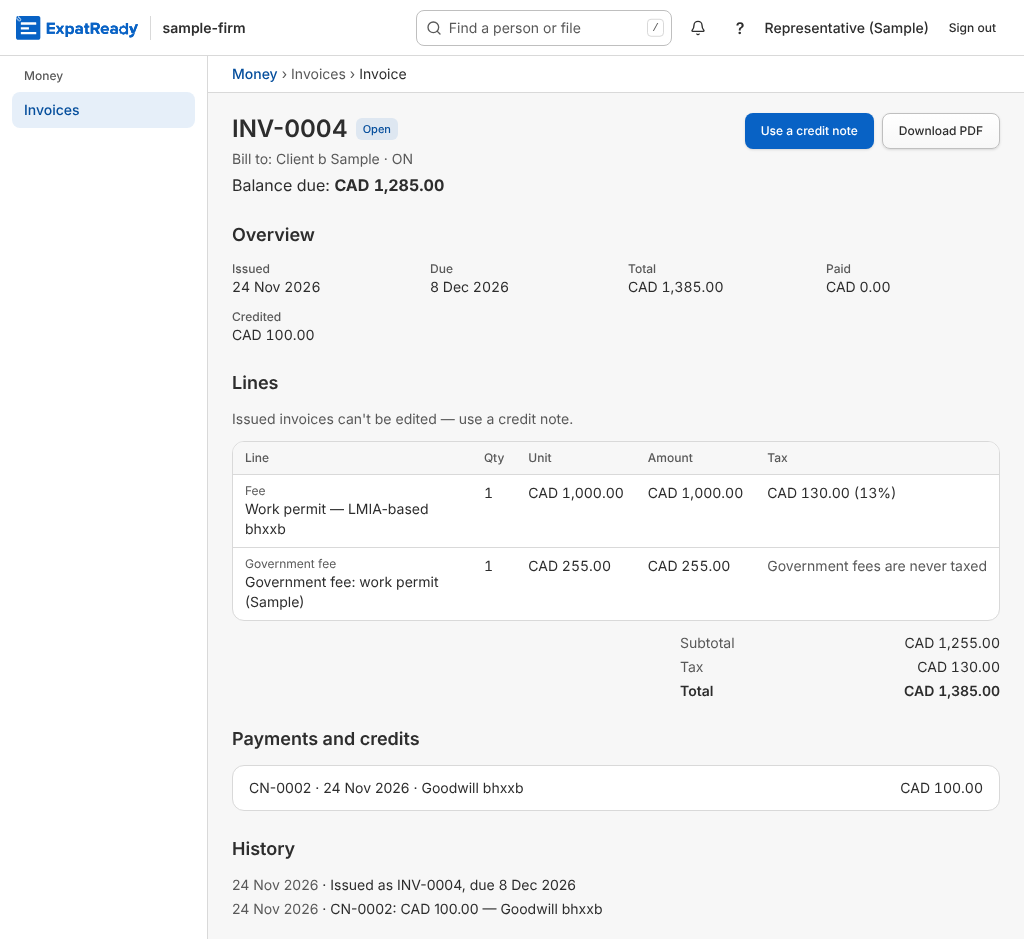 ExpatReady
sample-firm
Find a person or file
/
?
Representative (Sample)
Sign out
Money
Invoices
Money › Invoices › Invoice
INV-0004
Open
Use a credit note
Download PDF
Bill to: Client b Sample · ON
Balance due: CAD 1,285.00
Overview
Issued
24 Nov 2026
Due
8 Dec 2026
Total
CAD 1,385.00
Paid
CAD 0.00
Credited
CAD 100.00
Lines
Issued invoices can't be edited — use a credit note.
Line Qty Unit Amount Tax
Fee
Work permit — LMIA-based
bhxxb
1 CAD 1,000.00 CAD 1,000.00 CAD 130.00 (13%)
Government fee
Government fee: work permit
(Sample)
1 CAD 255.00 CAD 255.00 Government fees are never taxed
Subtotal CAD 1,255.00
Tax CAD 130.00
Total CAD 1,385.00
Payments and credits
CN-0002 · 24 Nov 2026 · Goodwill bhxxb CAD 100.00
History
24 Nov 2026 · Issued as INV-0004, due 8 Dec 2026
24 Nov 2026 · CN-0002: CAD 100.00 — Goodwill bhxxb